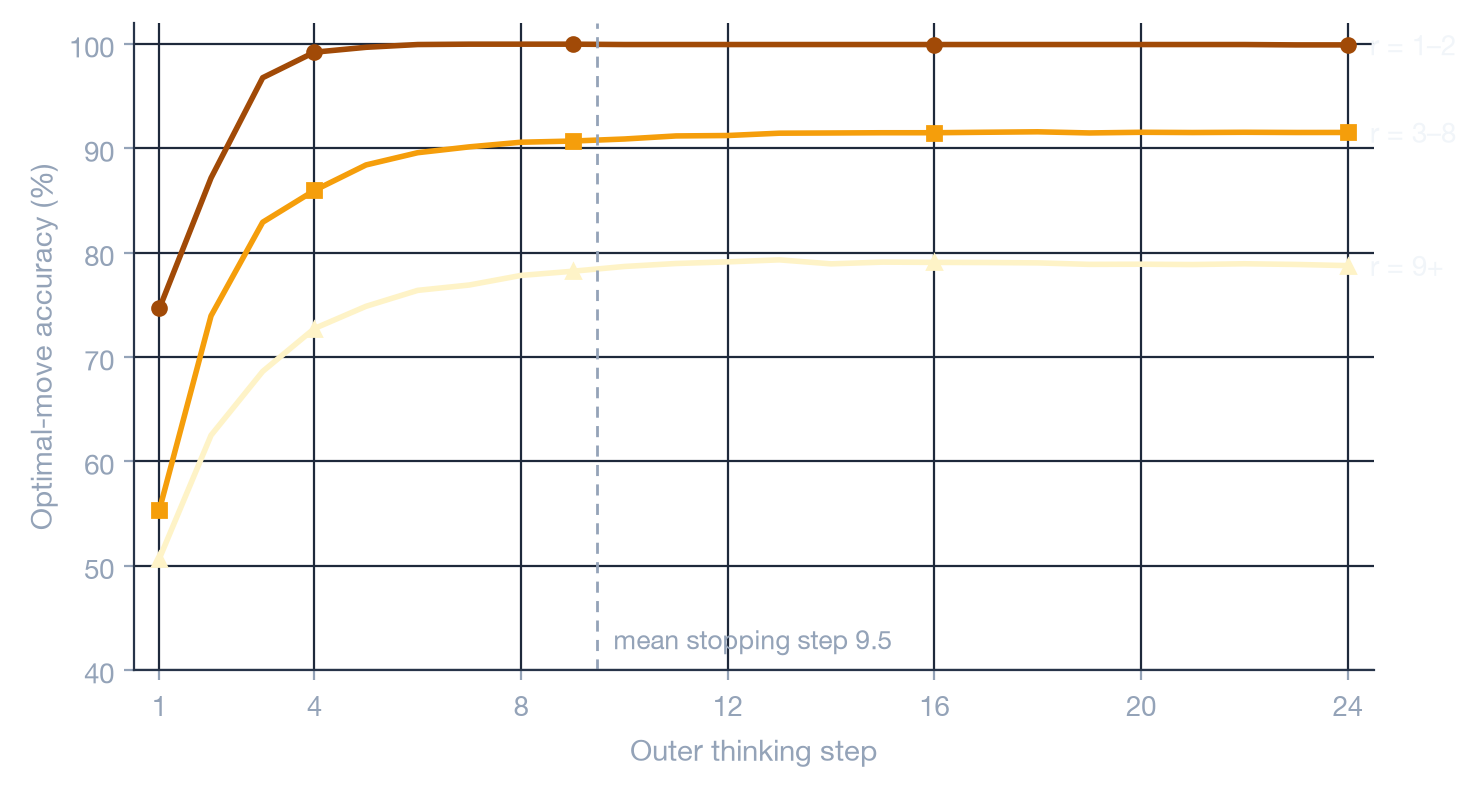 100
90
80
70
60
50
40
Optimal-move accuracy (%)
r = 1–2
r = 3–8
r = 9+
mean stopping step 9.5
1 4 8 12 16 20 24
Outer thinking step